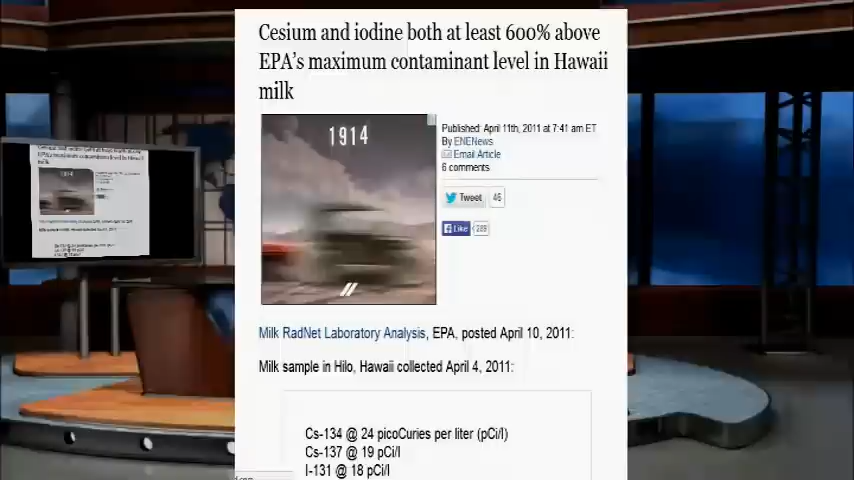 Cesium and iodine both at least 600% above
EPA's maximum contaminant level in Hawaii
milk
1914
Published: April 11th, 2011 at 7:41 am ET
By ENENews
Email Article
6 comments
Tweet 46
Like 289
Milk RadNet Laboratory Analysis, EPA, posted April 10, 2011:
Milk sample in Hilo, Hawaii collected April 4, 2011:
Cs-134 @ 24 picoCuries per liter (pCi/l)
Cs-137 @ 19 pCi/l
I-131 @ 18 pCi/l